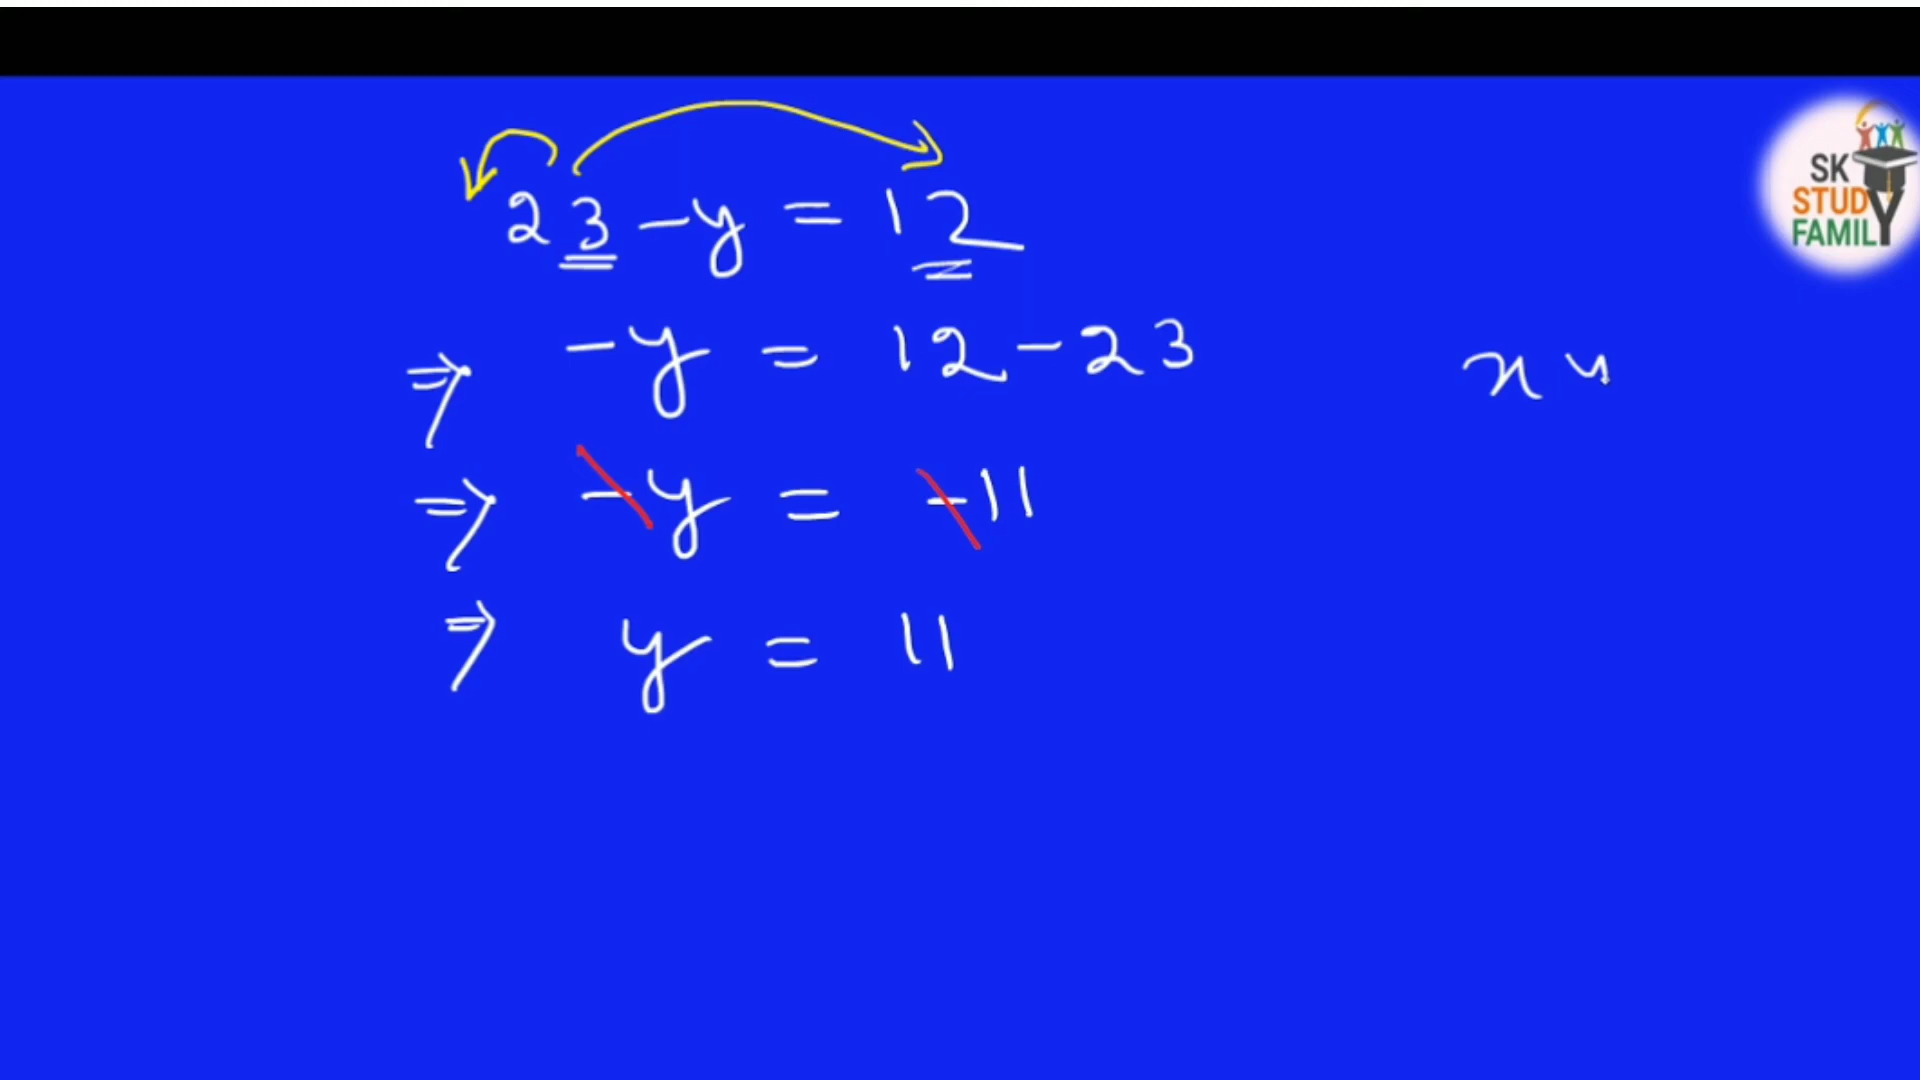 23 - y = 12
⇒ -y = 12 - 23
x y
⇒ -y = -11
⇒ y = 11
SK
STUDY
FAMILY